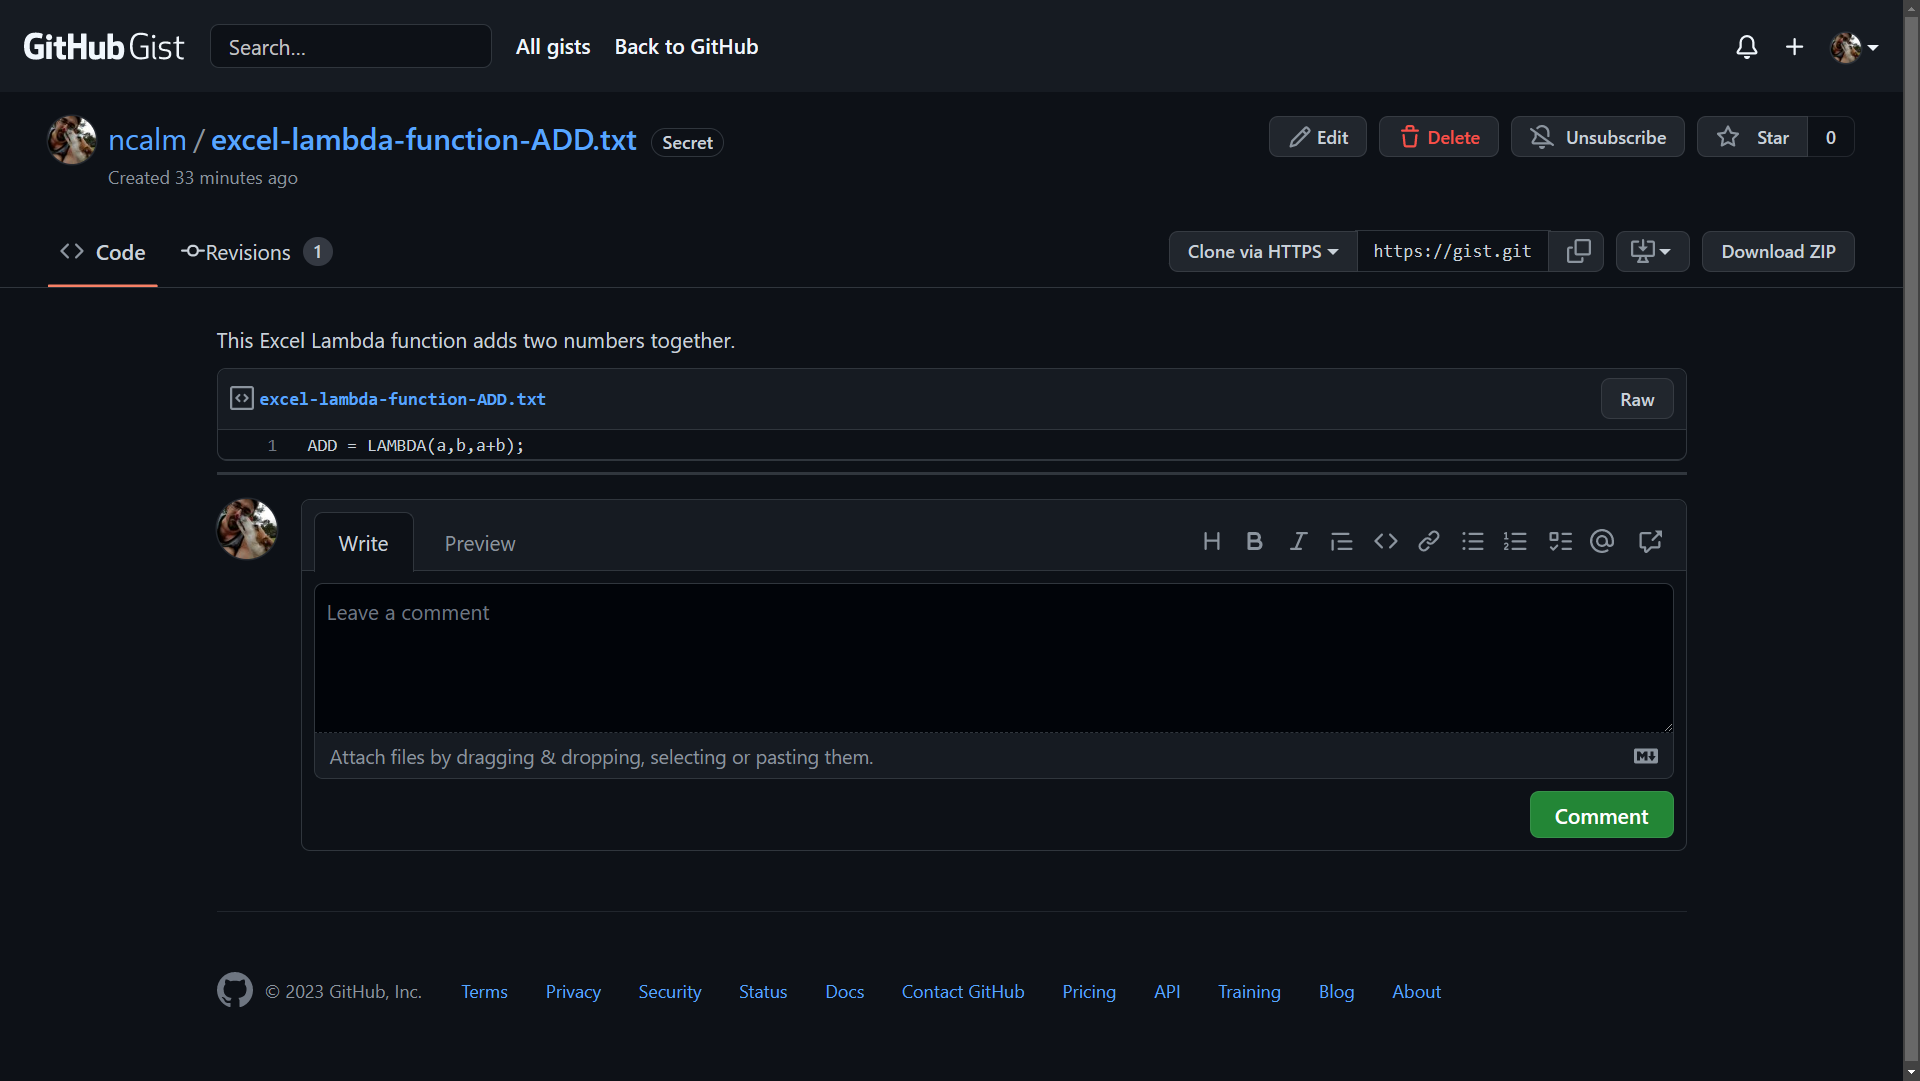 GitHub Gist
Search...
All gists
Back to GitHub
ncalm / excel-lambda-function-ADD.txt
Secret
Created 33 minutes ago
Edit
Delete
Unsubscribe
Star
0
Code
Revisions
1
Clone via HTTPS
https://gist.git
Download ZIP
This Excel Lambda function adds two numbers together.
excel-lambda-function-ADD.txt
Raw
1 ADD = LAMBDA(a,b,a+b);
Write
Preview
Leave a comment
Attach files by dragging & dropping, selecting or pasting them.
Comment
© 2023 GitHub, Inc.
Terms
Privacy
Security
Status
Docs
Contact GitHub
Pricing
API
Training
Blog
About